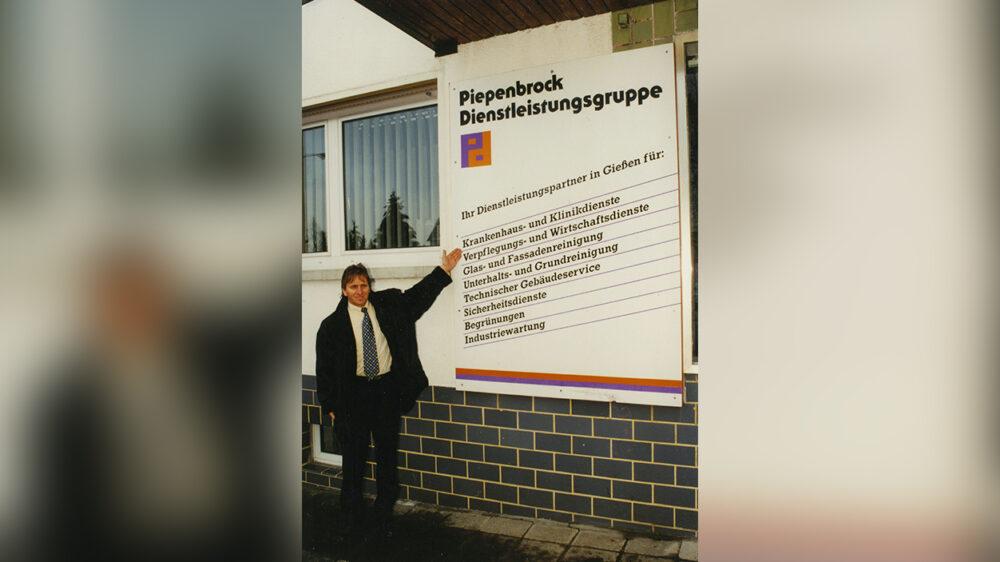 Piepenbrock
Dienstleistungsgruppe
Pd
Ihr Dienstleistungspartner in Gießen für:
Krankenhaus- und Klinikdienste
Verpflegungs- und Wirtschaftsdienste
Glas- und Fassadenreinigung
Unterhalts- und Grundreinigung
Technischer Gebäudeservice
Sicherheitsdienste
Begrünungen
Industriewartung